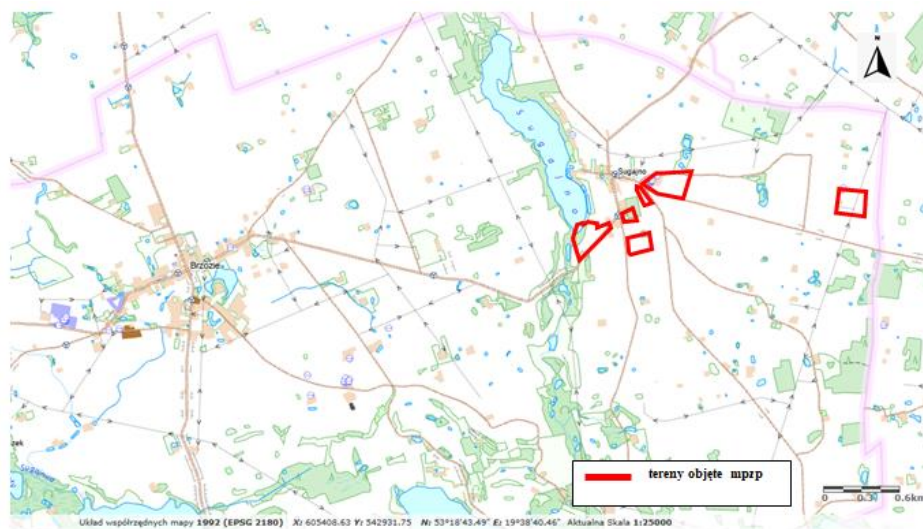 N
Sugajno
Brzozie
tereny objęte mpzp
0 0.3 0.6km
Układ współrzędnych mapy 1992 (EPSG 2180) X: 605408.63 Y: 542931.75 N: 53°18'43.49" E: 19°38'40.46" Aktualna Skala 1:25000